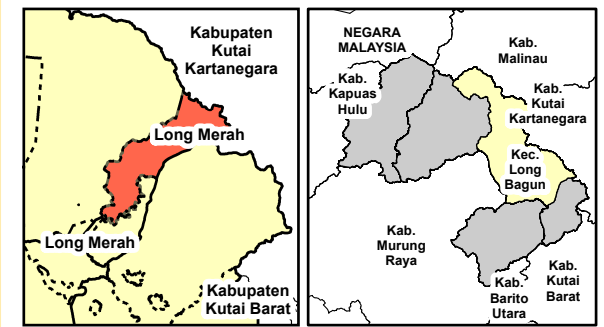 Kabupaten
Kutai
Kartanegara
Long Merah
Long Merah
Kabupaten
Kutai Barat
NEGARA
MALAYSIA
Kab.
Malinau
Kab.
Kapuas
Hulu
Kab.
Kutai
Kartanegara
Kec.
Long
Bagun
Kab.
Murung
Raya
Kab.
Barito
Utara
Kab.
Kutai
Barat